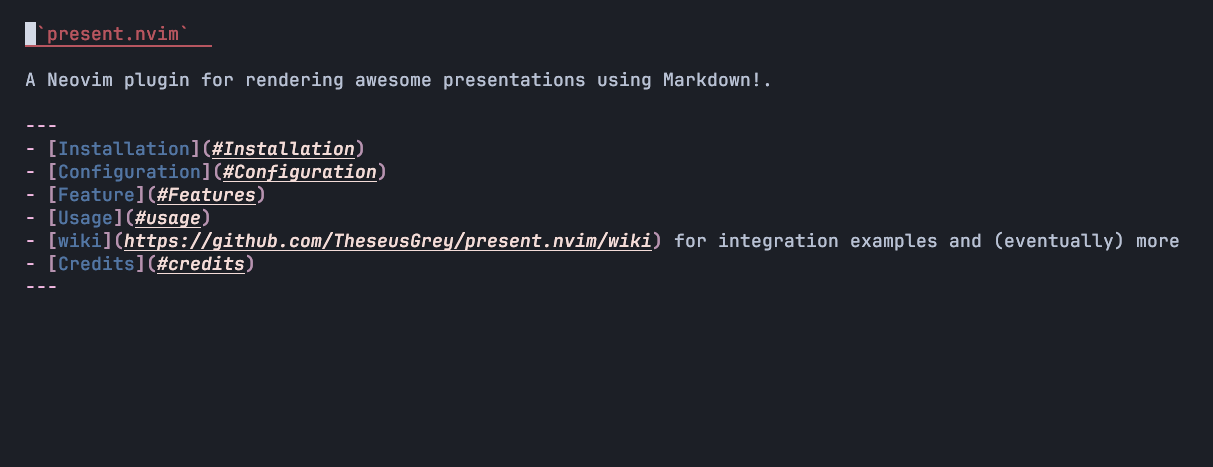 `present.nvim`
A Neovim plugin for rendering awesome presentations using Markdown!.
---
- [Installation](#Installation)
- [Configuration](#Configuration)
- [Feature](#Features)
- [Usage](#usage)
- [wiki](https://github.com/TheseusGrey/present.nvim/wiki) for integration examples and (eventually) more
- [Credits](#credits)
---